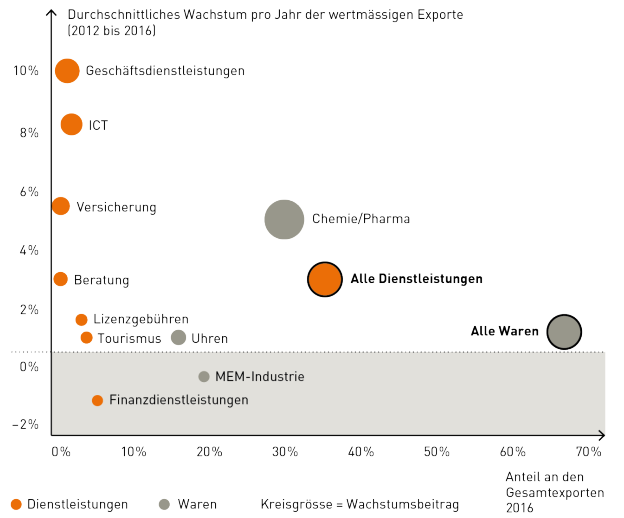 Durchschnittliches Wachstum pro Jahr der wertmässigen Exporte
(2012 bis 2016)
10%
Geschäftsdienstleistungen
8%
ICT
6%
Versicherung
Chemie/Pharma
4%
Beratung
Alle Dienstleistungen
2%
Lizenzgebühren
Alle Waren
Tourismus
Uhren
0%
MEM-Industrie
Finanzdienstleistungen
−2%
0% 10% 20% 30% 40% 50% 60% 70%
Anteil an den
Gesamtexporten
2016
Dienstleistungen Waren Kreisgrösse = Wachstumsbeitrag